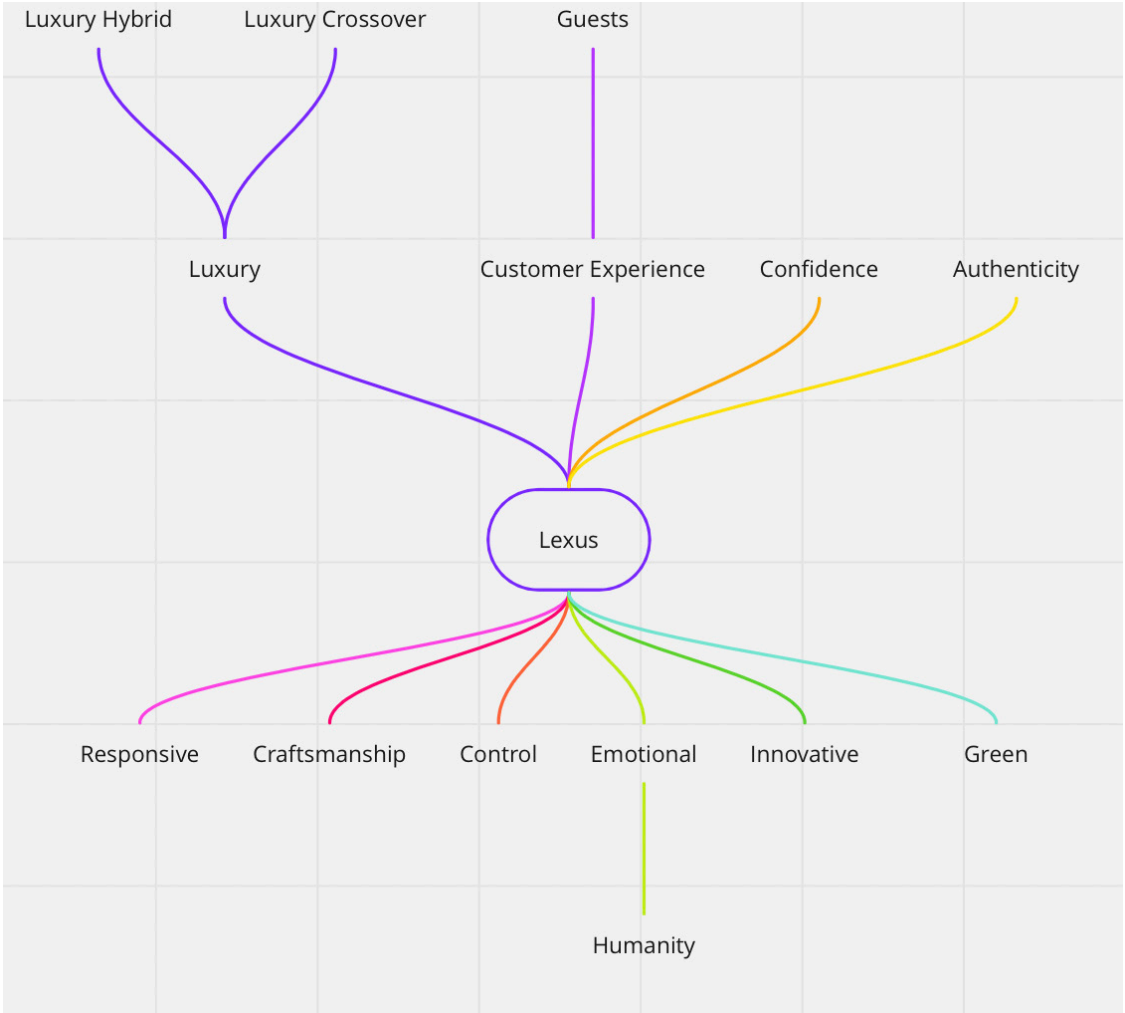 Luxury Hybrid
Luxury Crossover
Guests
Luxury
Customer Experience
Confidence
Authenticity
Lexus
Responsive
Craftsmanship
Control
Emotional
Innovative
Green
Humanity